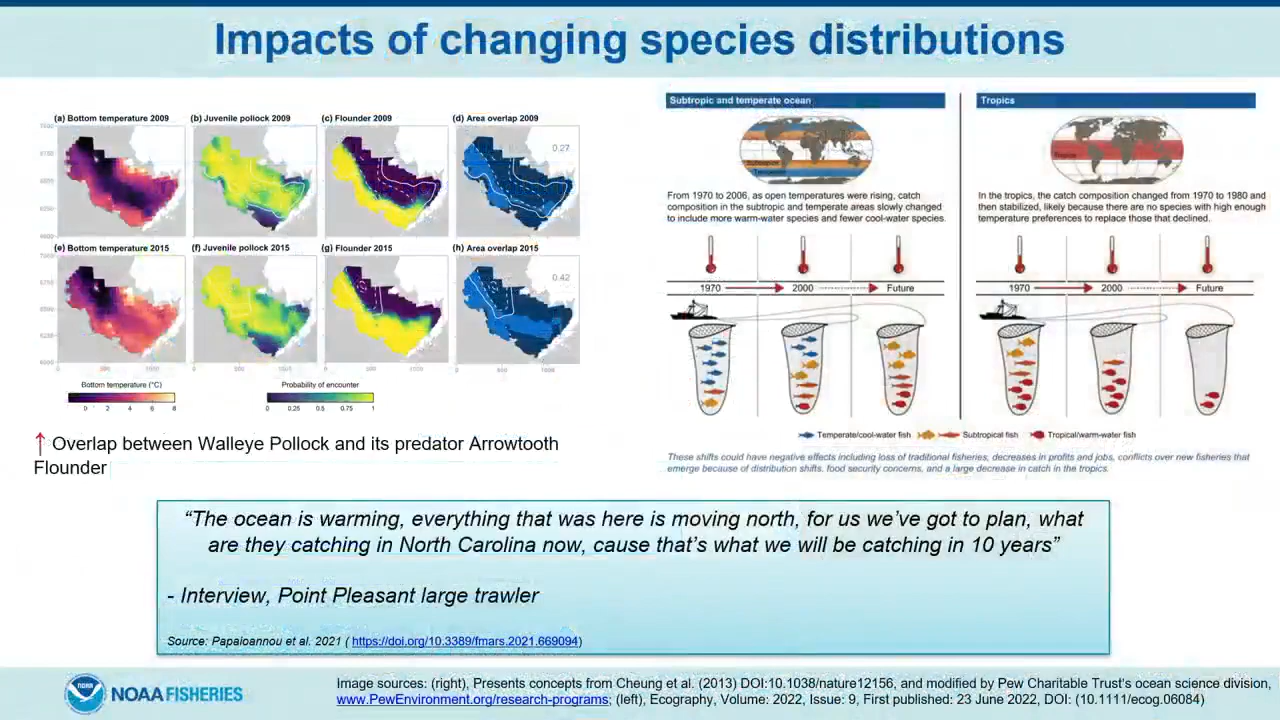 Impacts of changing species distributions
(a) Bottom temperature 2009
(b) Juvenile pollock 2009
(c) Flounder 2009
(d) Area overlap 2009
0.27
(e) Bottom temperature 2015
(f) Juvenile pollock 2015
(g) Flounder 2015
(h) Area overlap 2015
0.42
Bottom temperature (°C)
0 2 4 6 8
Probability of encounter
0 0.25 0.5 0.75 1
↑ Overlap between Walleye Pollock and its predator Arrowtooth
Flounder
Subtropic and temperate ocean
Subtropics
Temperate
From 1970 to 2006, as open temperatures were rising, catch
composition in the subtropic and temperate areas slowly changed
to include more warm-water species and fewer cool-water species.
1970 2000 Future
Tropics
Tropics
In the tropics, the catch composition changed from 1970 to 1980 and
then stabilized, likely because there are no species with high enough
temperature preferences to replace those that declined.
1970 2000 Future
Temperate/cool-water fish Subtropical fish Tropical/warm-water fish
These shifts could have negative effects including loss of traditional fisheries, decreases in profits and jobs, conflicts over new fisheries that
emerge because of distribution shifts, food security concerns, and a large decrease in catch in the tropics.
“The ocean is warming, everything that was here is moving north, for us we’ve got to plan, what
are they catching in North Carolina now, cause that’s what we will be catching in 10 years”
- Interview, Point Pleasant large trawler
Source: Papaioannou et al. 2021 ( https://doi.org/10.3389/fmars.2021.669094)
NOAA FISHERIES
Image sources: (right), Presents concepts from Cheung et al. (2013) DOI:10.1038/nature12156, and modified by Pew Charitable Trust's ocean science division,
www.PewEnvironment.org/research-programs; (left), Ecography, Volume: 2022, Issue: 9, First published: 23 June 2022, DOI: (10.1111/ecog.06084)